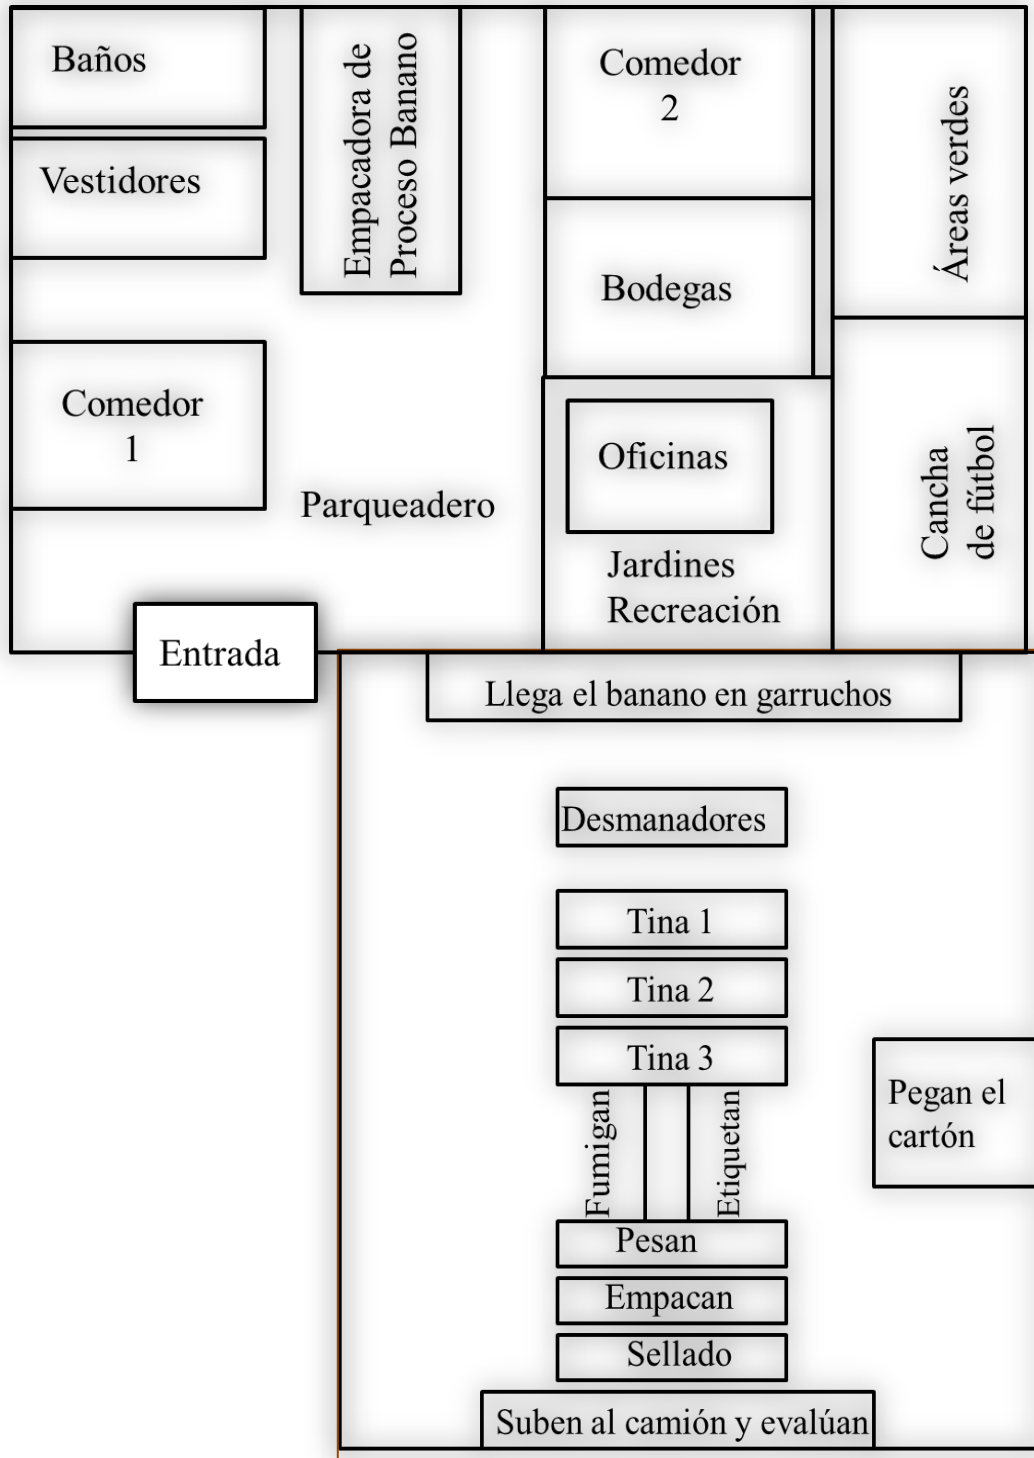 Baños
Empacadora de
Proceso Banano
Comedor
2
Áreas verdes
Vestidores
Bodegas
Comedor
1
Parqueadero
Oficinas
Cancha
de fútbol
Jardines
Recreación
Entrada
Llega el banano en garruchos
Desmanadores
Tina 1
Tina 2
Tina 3
Fumigan
Etiquetan
Pegan el
cartón
Pesan
Empacan
Sellado
Suben al camión y evalúan